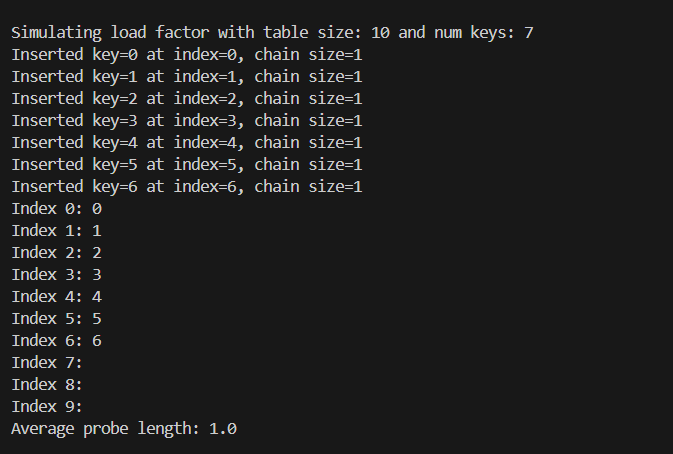 Simulating load factor with table size: 10 and num keys: 7
Inserted key=0 at index=0, chain size=1
Inserted key=1 at index=1, chain size=1
Inserted key=2 at index=2, chain size=1
Inserted key=3 at index=3, chain size=1
Inserted key=4 at index=4, chain size=1
Inserted key=5 at index=5, chain size=1
Inserted key=6 at index=6, chain size=1
Index 0: 0
Index 1: 1
Index 2: 2
Index 3: 3
Index 4: 4
Index 5: 5
Index 6: 6
Index 7:
Index 8:
Index 9:
Average probe length: 1.0